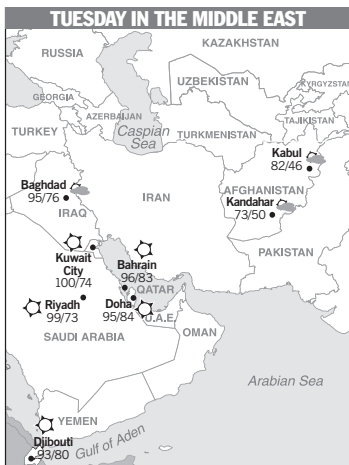 TUESDAY IN THE MIDDLE EAST
KAZAKHSTAN
RUSSIA
UZBEKISTAN
KYRGYZSTAN
GEORGIA
AZERBAIJAN
TAJIKISTAN
TURKEY
Caspian
Sea
TURKMENISTAN
Kabul
82/46
Baghdad
95/76
IRAN
AFGHANISTAN
Kandahar
73/50
IRAQ
PAKISTAN
Kuwait
City
100/74
Bahrain
96/83
QATAR
Riyadh
99/73
Doha
95/84
U.A.E.
OMAN
SAUDI ARABIA
Arabian Sea
YEMEN
Djibouti
93/80
Gulf of Aden